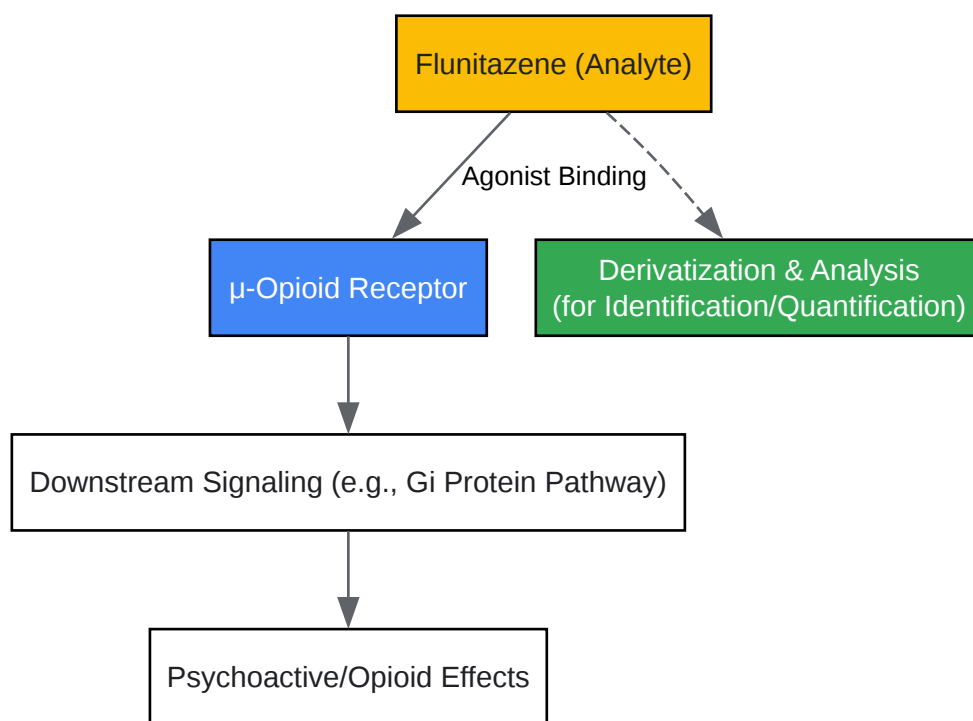 Flunitazene (Analyte)
Agonist Binding
μ-Opioid Receptor
Derivatization & Analysis
(for Identification/Quantification)
Downstream Signaling (e.g., Gi Protein Pathway)
Psychoactive/Opioid Effects